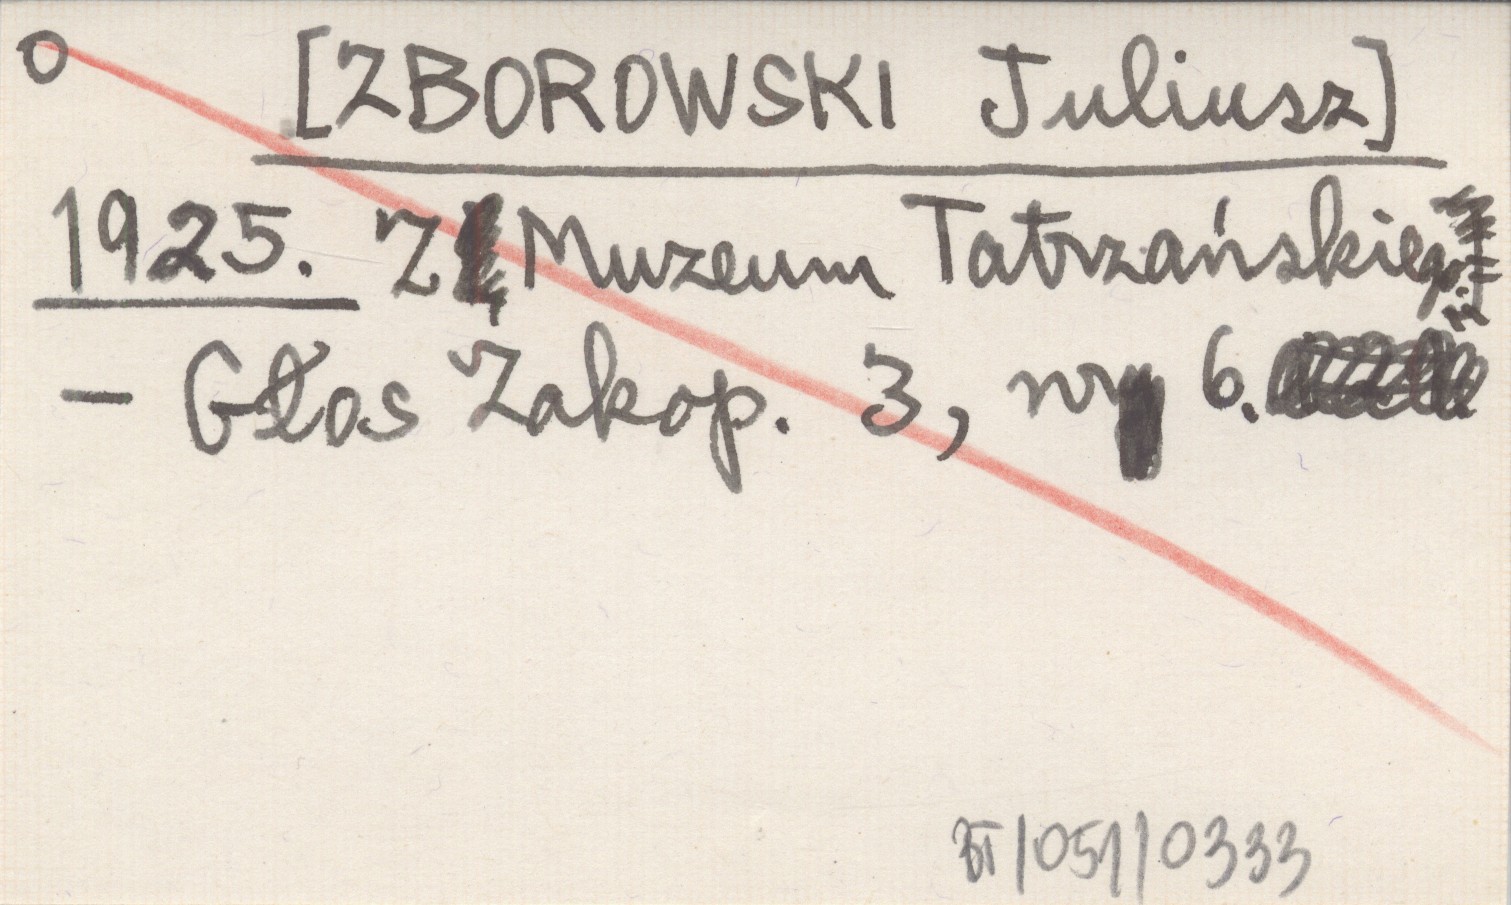 o [ZBOROWSKI Juliusz]
1925. Z Muzeum Tatrzańskiego.
– Głos Zakop. 3, nr 6.
BT/051/0333